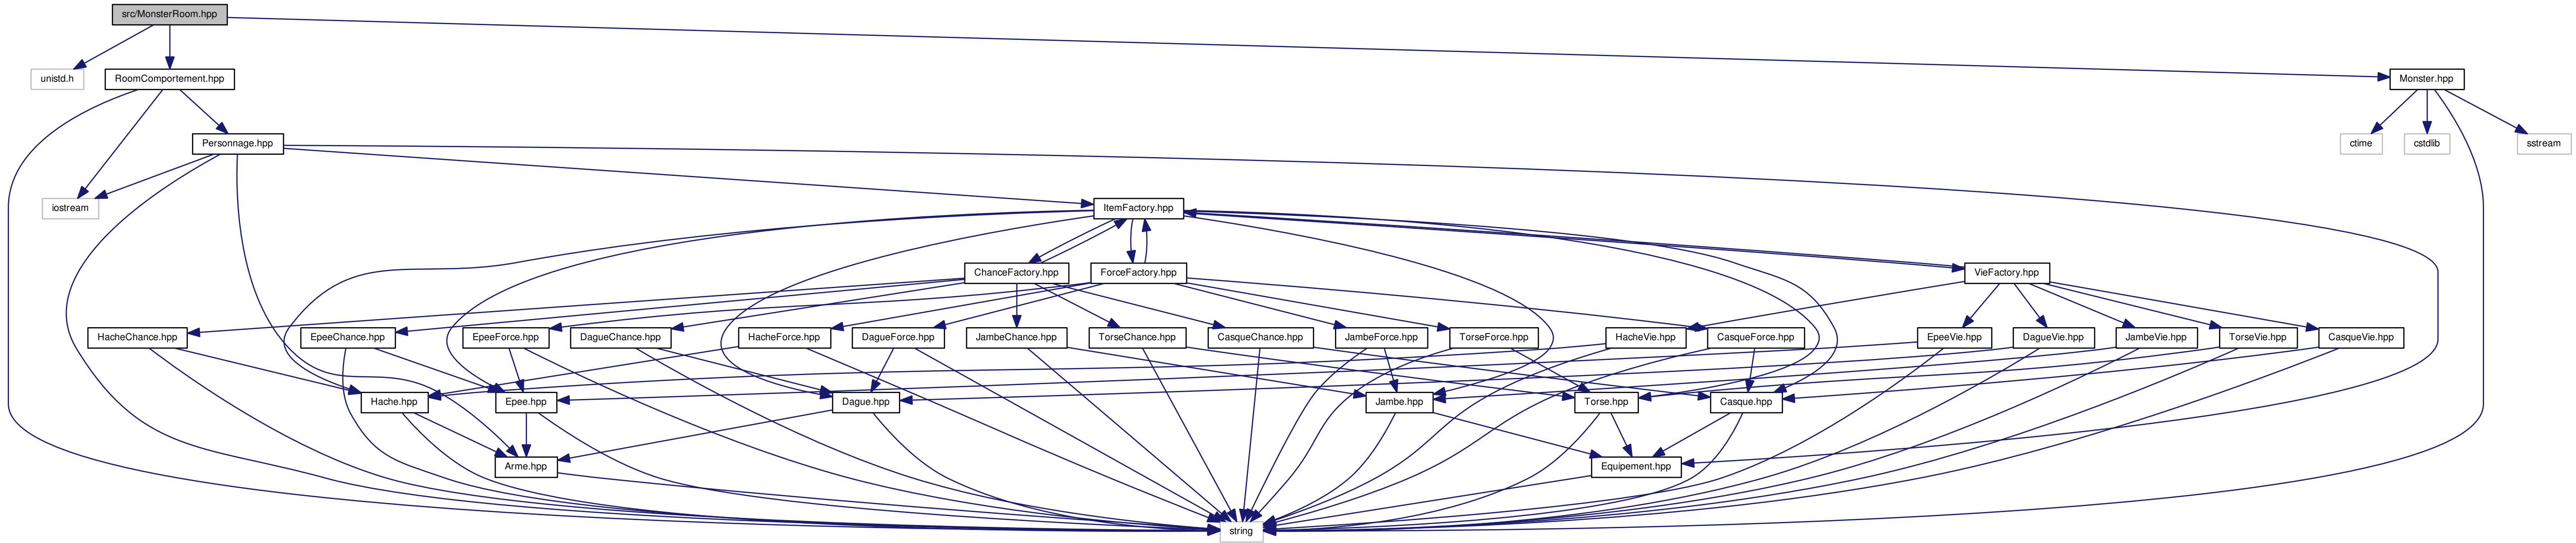 src/MonsterRoom.hpp
unistd.h
RoomComportement.hpp
Monster.hpp
Personnage.hpp
ctime
cstdlib
sstream
iostream
ItemFactory.hpp
ChanceFactory.hpp
ForceFactory.hpp
VieFactory.hpp
HacheChance.hpp
EpeeChance.hpp
EpeeForce.hpp
DagueChance.hpp
HacheForce.hpp
DagueForce.hpp
JambeChance.hpp
TorseChance.hpp
CasqueChance.hpp
JambeForce.hpp
TorseForce.hpp
HacheVie.hpp
CasqueForce.hpp
EpeeVie.hpp
DagueVie.hpp
JambeVie.hpp
TorseVie.hpp
CasqueVie.hpp
Hache.hpp
Epee.hpp
Dague.hpp
Jambe.hpp
Torse.hpp
Casque.hpp
Arme.hpp
Equipement.hpp
string